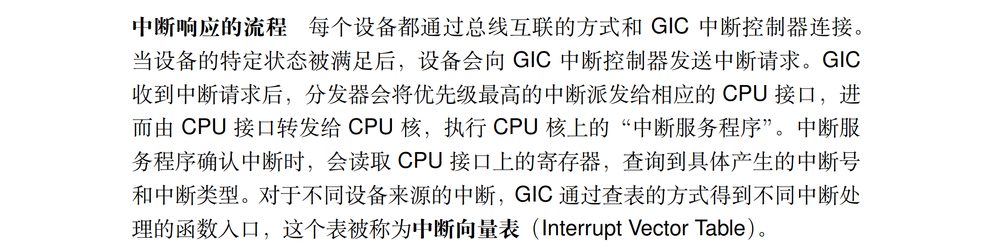 中断响应的流程 每个设备都通过总线互联的方式和 GIC 中断控制器连接。
当设备的特定状态被满足后，设备会向 GIC 中断控制器发送中断请求。GIC
收到中断请求后，分发器会将优先级最高的中断派发给相应的 CPU 接口，进
而由 CPU 接口转发给 CPU 核，执行 CPU 核上的“中断服务程序”。中断服
务程序确认中断时，会读取 CPU 接口上的寄存器，查询到具体产生的中断号
和中断类型。对于不同设备来源的中断，GIC 通过查表的方式得到不同中断处
理的函数入口，这个表被称为中断向量表（Interrupt Vector Table）。